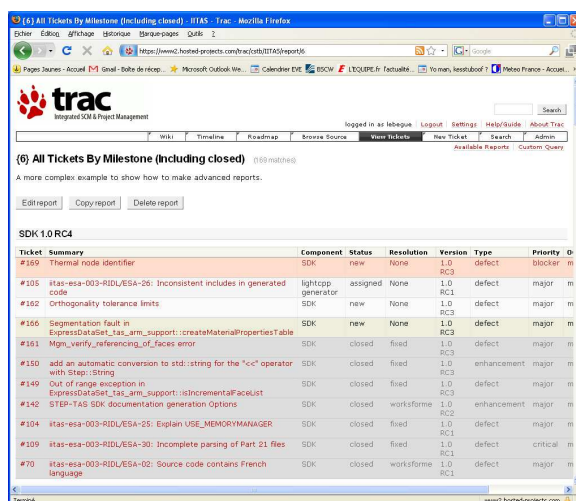 {6} All Tickets By Milestone (Including closed) - IITAS - Trac - Mozilla Firefox
Fichier Édition Affichage Historique Marque-pages Outils ?
https://www2.hosted-projects.com/trac/cstb/IITAS/report/6
Google
Pages Jaunes - Accueil Gmail - Boîte de récep... Microsoft Outlook We... Calendrier EVE BSCW L'EQUIPE.fr l'actualité... Yo man, kesstuboof ? Meteo France - Accuei...
trac
Integrated SCM & Project Management
Search
logged in as lebegue Logout Settings Help/Guide About Trac
Wiki Timeline Roadmap Browse Source View Tickets New Ticket Search Admin
Available Reports Custom Query
{6} All Tickets By Milestone (Including closed) (169 matches)
A more complex example to show how to make advanced reports.
Edit report Copy report Delete report
SDK 1.0 RC4
Ticket Summary Component Status Resolution Version Type Priority
#169 Thermal node identifier SDK new None 1.0 RC3 defect blocker m
#105 iitas-esa-003-RIDL/ESA-26: Inconsistent includes in generated code lightcpp generator assigned None 1.0 RC1 defect major m
#162 Orthogonality tolerance limits SDK new None 1.0 RC3 defect major m
#166 Segmentation fault in ExpressDataSet_tas_arm_support::createMaterialPropertiesTable SDK new None 1.0 RC3 defect major m
#161 Mgm_verify_referencing_of_faces error SDK closed fixed 1.0 RC3 defect major m
#150 add an automatic conversion to std::string for the "<<" operator with Step::String SDK closed fixed 1.0 RC3 enhancement major m
#149 Out of range exception in ExpressDataSet_tas_arm_support::isIncrementalFaceList SDK closed fixed 1.0 RC3 defect major m
#142 STEP-TAS SDK documentation generation Options SDK closed worksforme 1.0 RC2 enhancement major m
#104 iitas-esa-003-RIDL/ESA-25: Explain USE_MEMORYMANAGER. SDK closed fixed 1.0 RC1 defect major m
#109 iitas-esa-003-RIDL/ESA-30: Incomplete parsing of Part 21 files SDK closed fixed 1.0 RC1 defect critical m
#70 iitas-esa-003-RIDL/ESA-02: Source code contains French language SDK closed worksforme 1.0 RC1 defect major m
Terminé